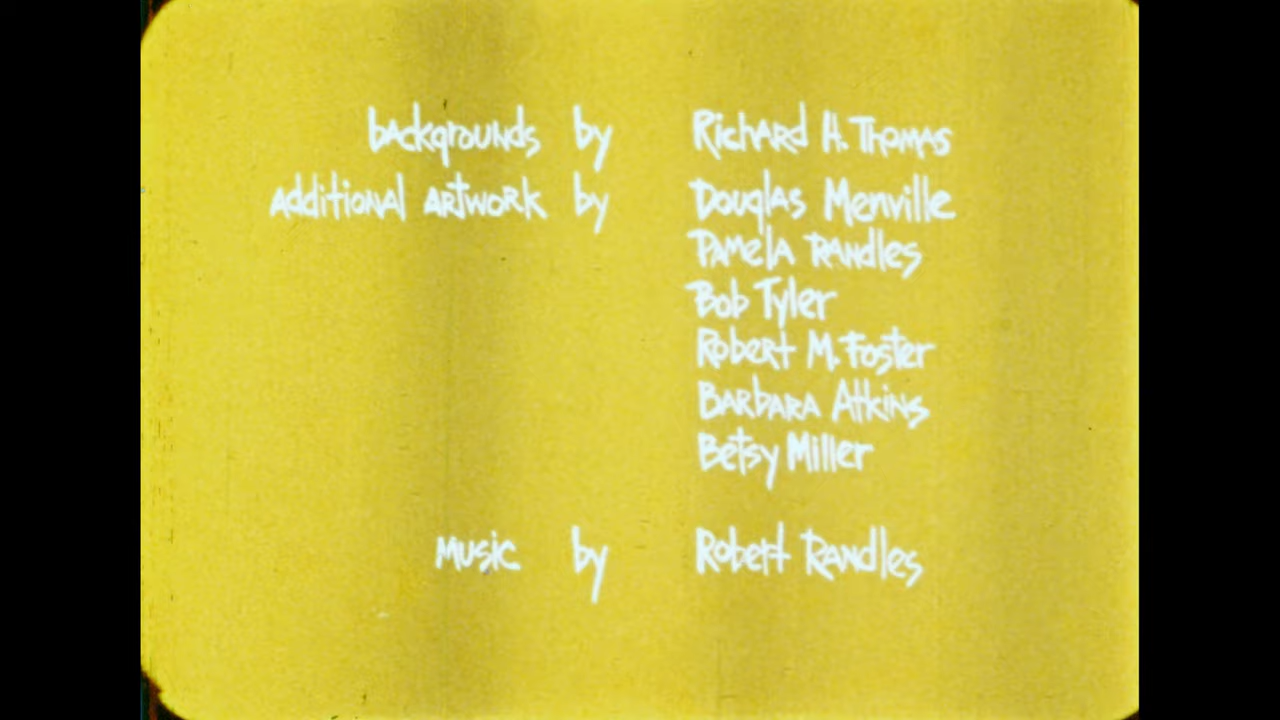 backgrounds by Richard H. Thomas
additional artwork by Douglas Menville
Pamela Randles
Bob Tyler
Robert M. Foster
Barbara Atkins
Betsy Miller
Music by Robert Randles